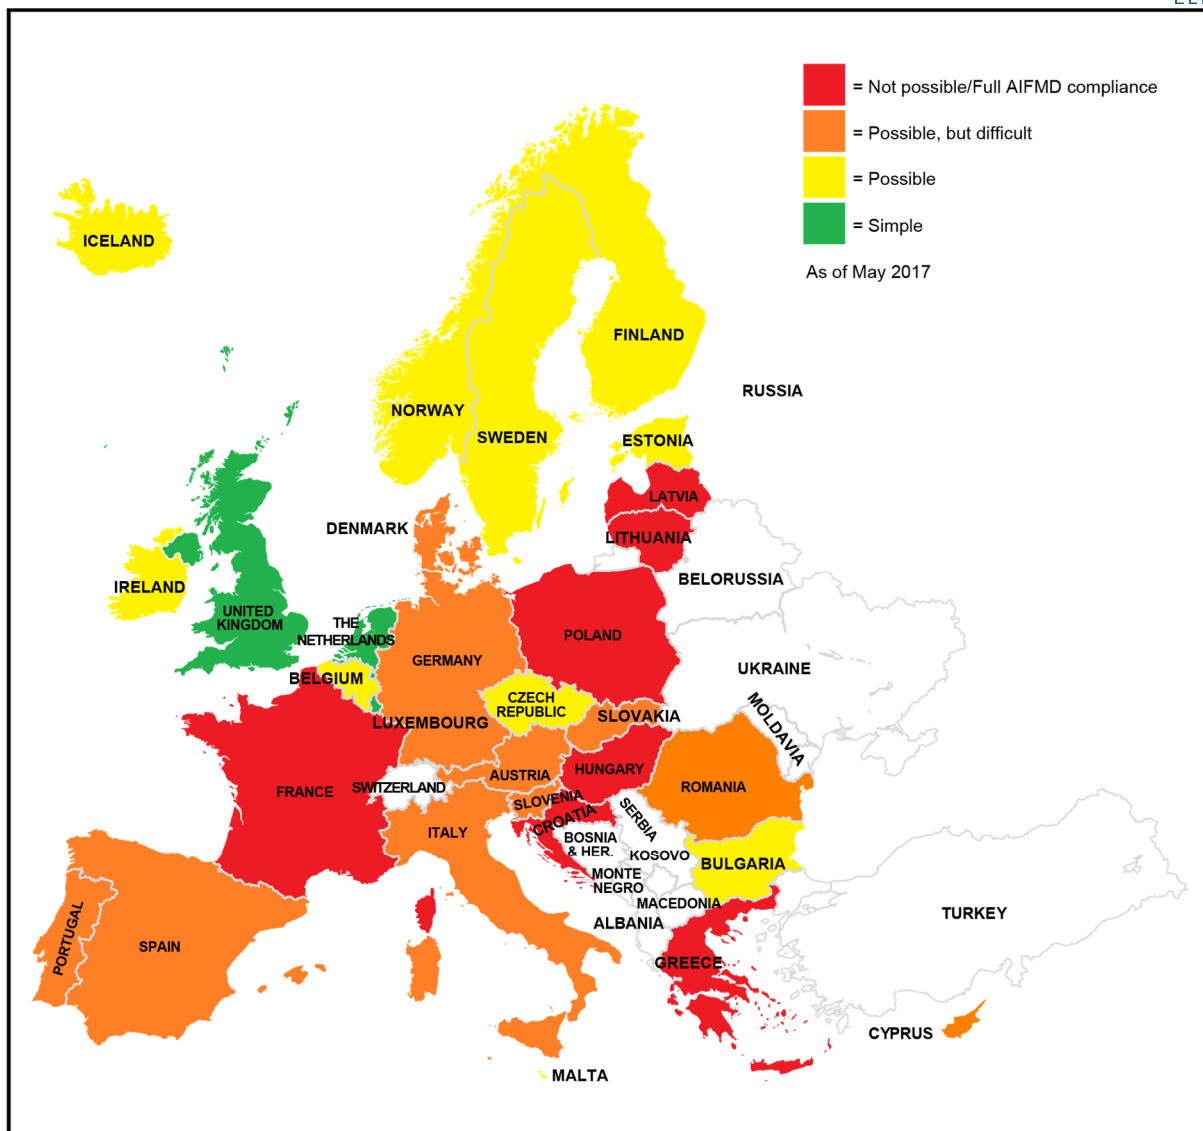 = Not possible/Full AIFMD compliance
= Possible, but difficult
= Possible
= Simple
As of May 2017
ICELAND
FINLAND
RUSSIA
NORWAY
SWEDEN
ESTONIA
LATVIA
DENMARK
LITHUANIA
BELORUSSIA
IRELAND
UNITED
KINGDOM
THE
NETHERLANDS
POLAND
GERMANY
UKRAINE
BELGIUM
CZECH
REPUBLIC
LUXEMBOURG
SLOVAKIA
MOLDAVIA
AUSTRIA
HUNGARY
SWITZERLAND
FRANCE
ROMANIA
SLOVENIA
CROATIA
SERBIA
ITALY
BOSNIA
& HER.
KOSOVO
BULGARIA
MONTE
NEGRO
MACEDONIA
ALBANIA
TURKEY
PORTUGAL
SPAIN
GREECE
CYPRUS
MALTA